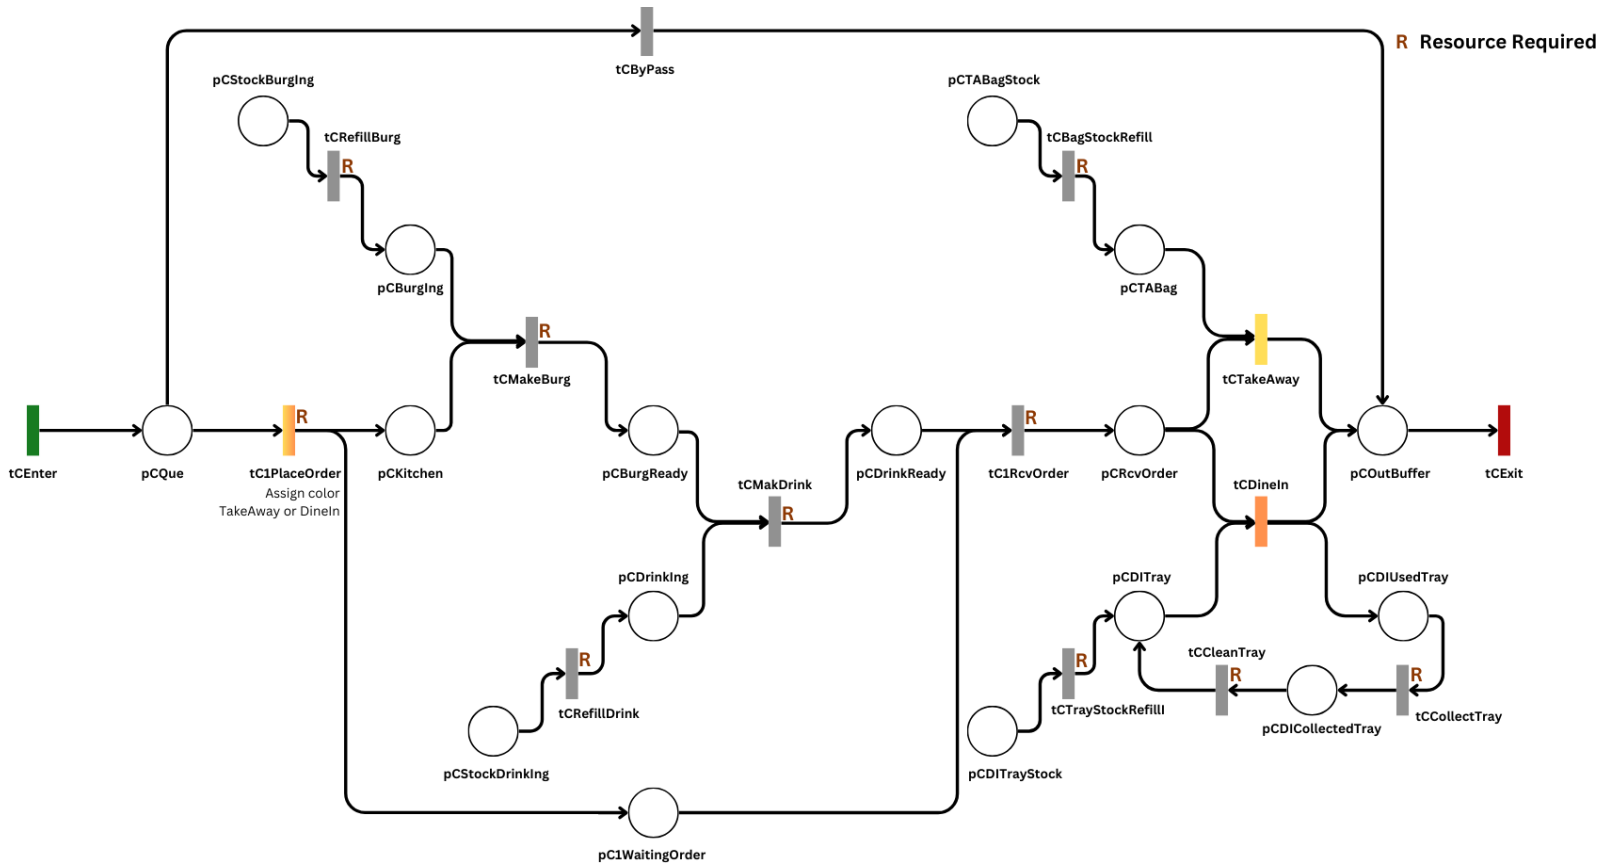 R Resource Required
tCByPass
pCStockBurgIng
pCTABagStock
tCRefillBurg
R
tCBagStockRefill
R
pCBurgIng
pCTABag
R
tCMakeBurg
tCTakeAway
R
R
tCEnter
pCQue
tC1PlaceOrder
Assign color
TakeAway or DineIn
pCKitchen
pCBurgReady
pCDrinkReady
tC1RcvOrder
pCRcvOrder
pCOutBuffer
tCExit
tCMakDrink
R
tCDineIn
pCDrinkIng
pCDITray
pCDIUsedTray
R
tCRefillDrink
R
tCTrayStockRefillI
tCCleanTray
R
R
tCCollectTray
pCDICollectedTray
pCStockDrinkIng
pCDITrayStock
pC1WaitingOrder